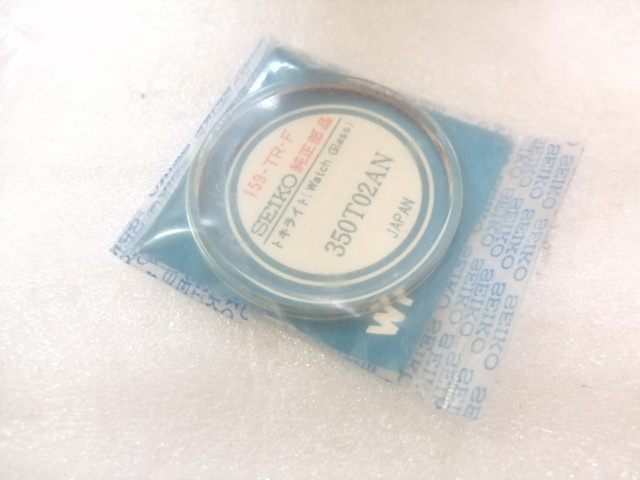 159-TR-F
SEIKO 純正部品
トキライト(Watch Glass)
350T02AN
JAPAN
SEIKO SEIKO SEIKO SEIKO